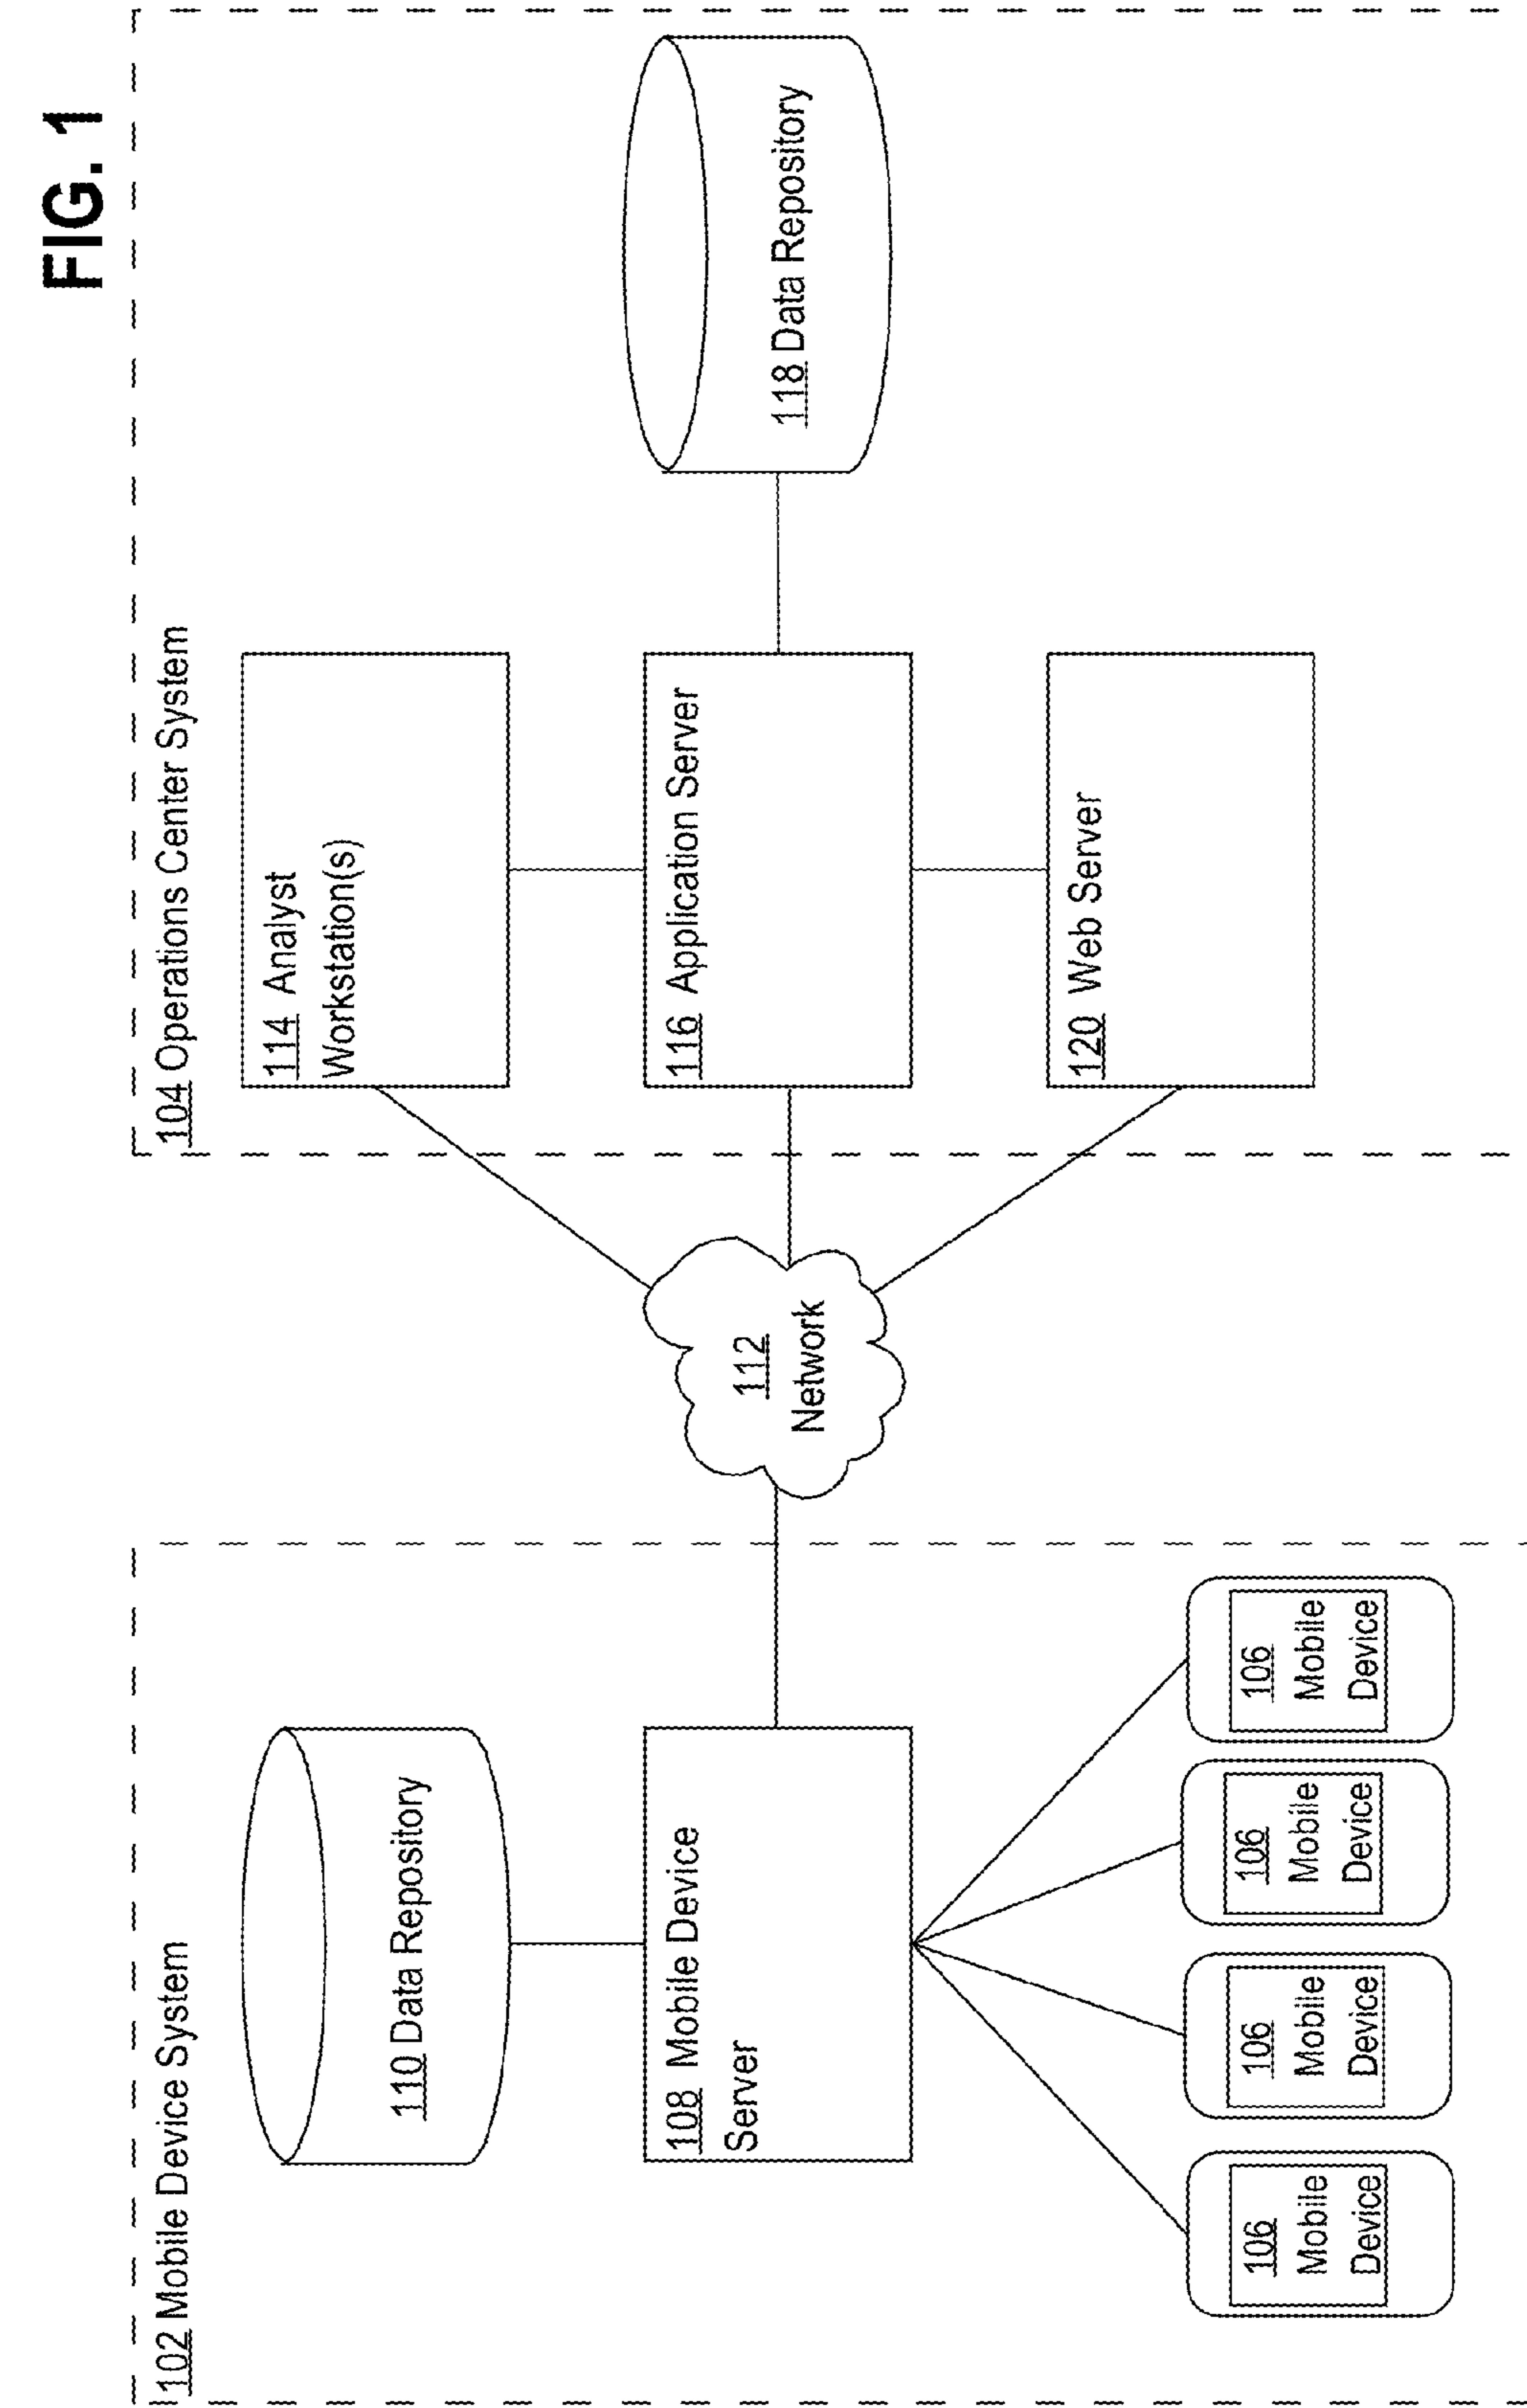 FIG. 1
102 Mobile Device System
110 Data Repository
108 Mobile Device
Server
106
Mobile
Device
106
Mobile
Device
106
Mobile
Device
106
Mobile
Device
112
Network
104 Operations Center System
114 Analyst
Workstation(s)
116 Application Server
120 Web Server
118 Data Repository